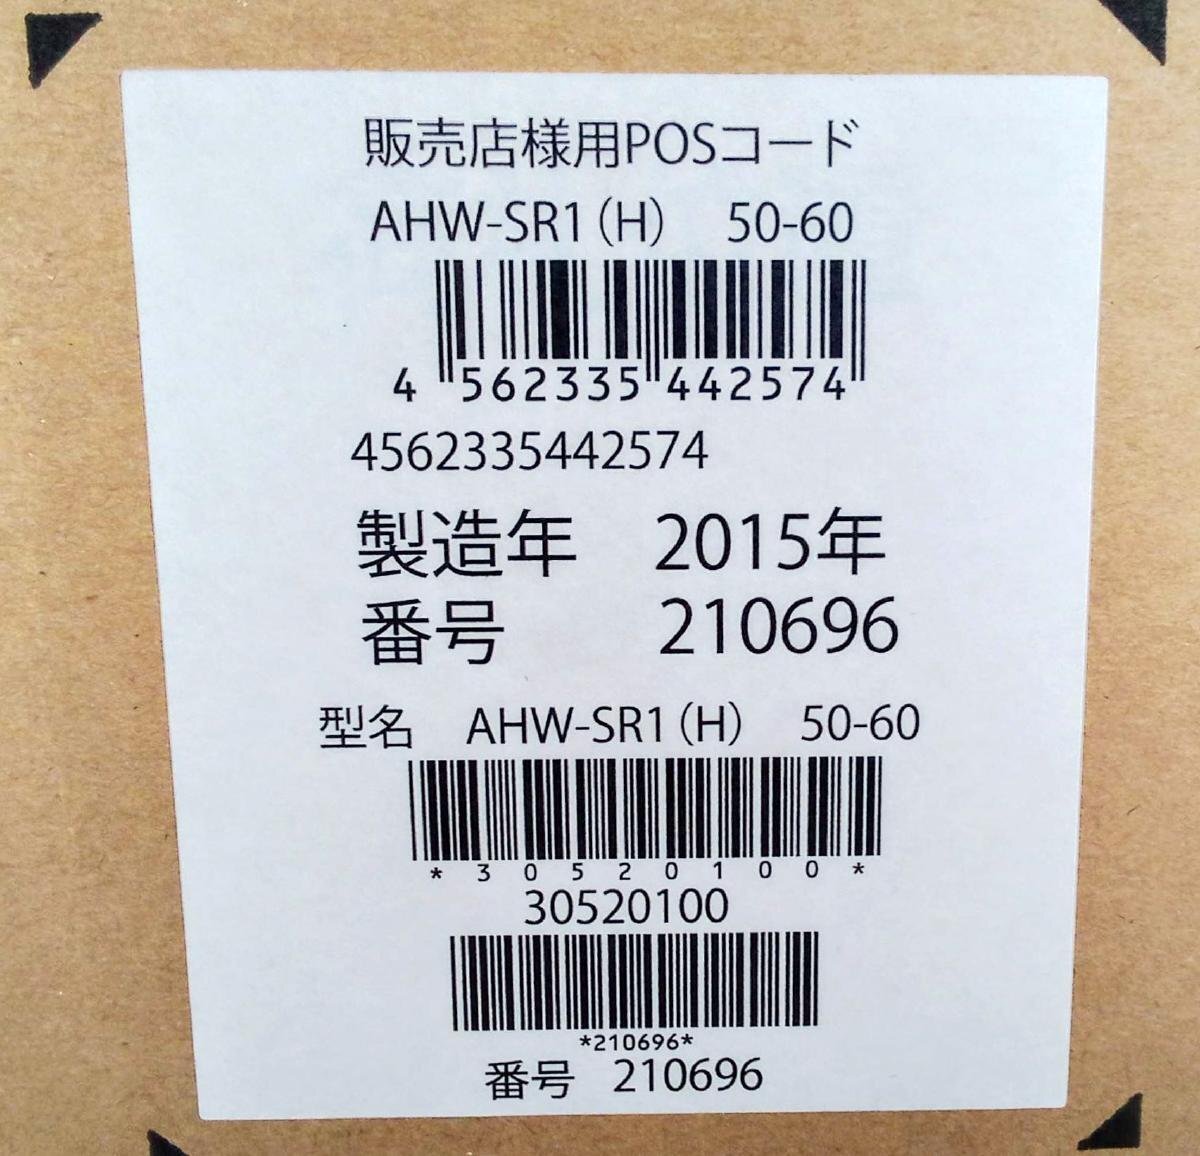 販売店様用POSコード
AHW-SR1(H) 50-60
4 562335 442574
4562335442574
製造年 2015年
番号 210696
型名 AHW-SR1(H) 50-60
*30520100*
30520100
*210696*
番号 210696